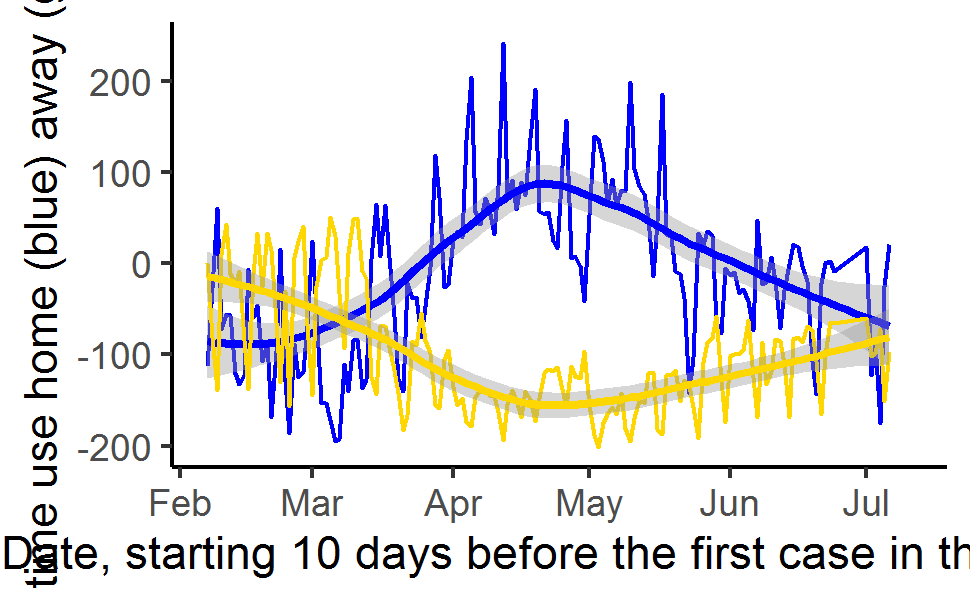 time use home (blue) away (g
200
100
0
-100
-200
Feb Mar Apr May Jun Jul
Date, starting 10 days before the first case in th